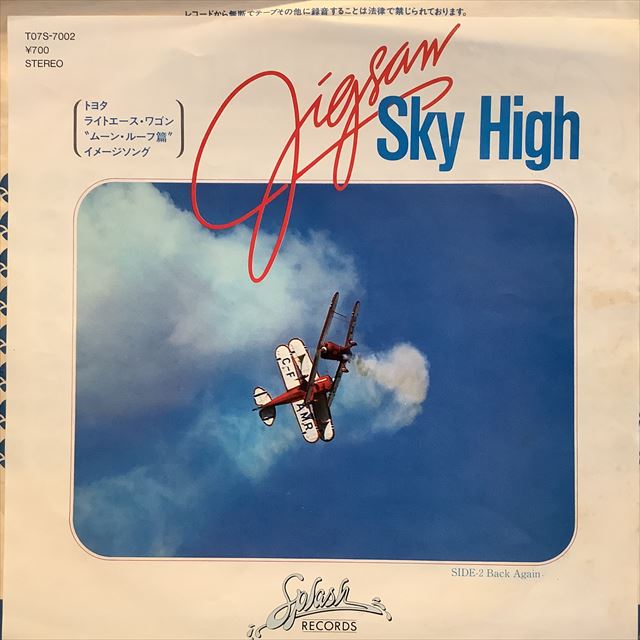 レコードから無断でテープその他に録音することは法律で禁じられております。
T07S-7002
¥700
STEREO
Jigsaw
Sky High
トヨタ
ライトエース・ワゴン
“ムーン・ルーフ篇”
イメージソング
C-F
AMR
SIDE-2 Back Again
Splash
RECORDS